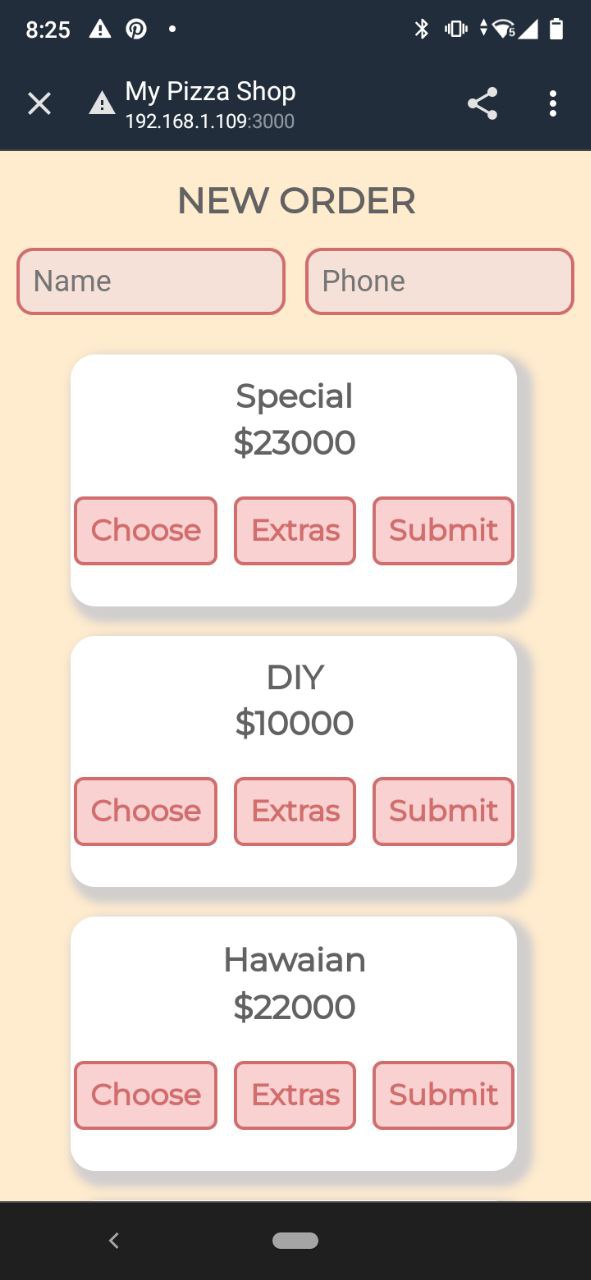 8:25
My Pizza Shop
192.168.1.109:3000
NEW ORDER
Name Phone
Special
$23000
Choose Extras Submit
DIY
$10000
Choose Extras Submit
Hawaian
$22000
Choose Extras Submit